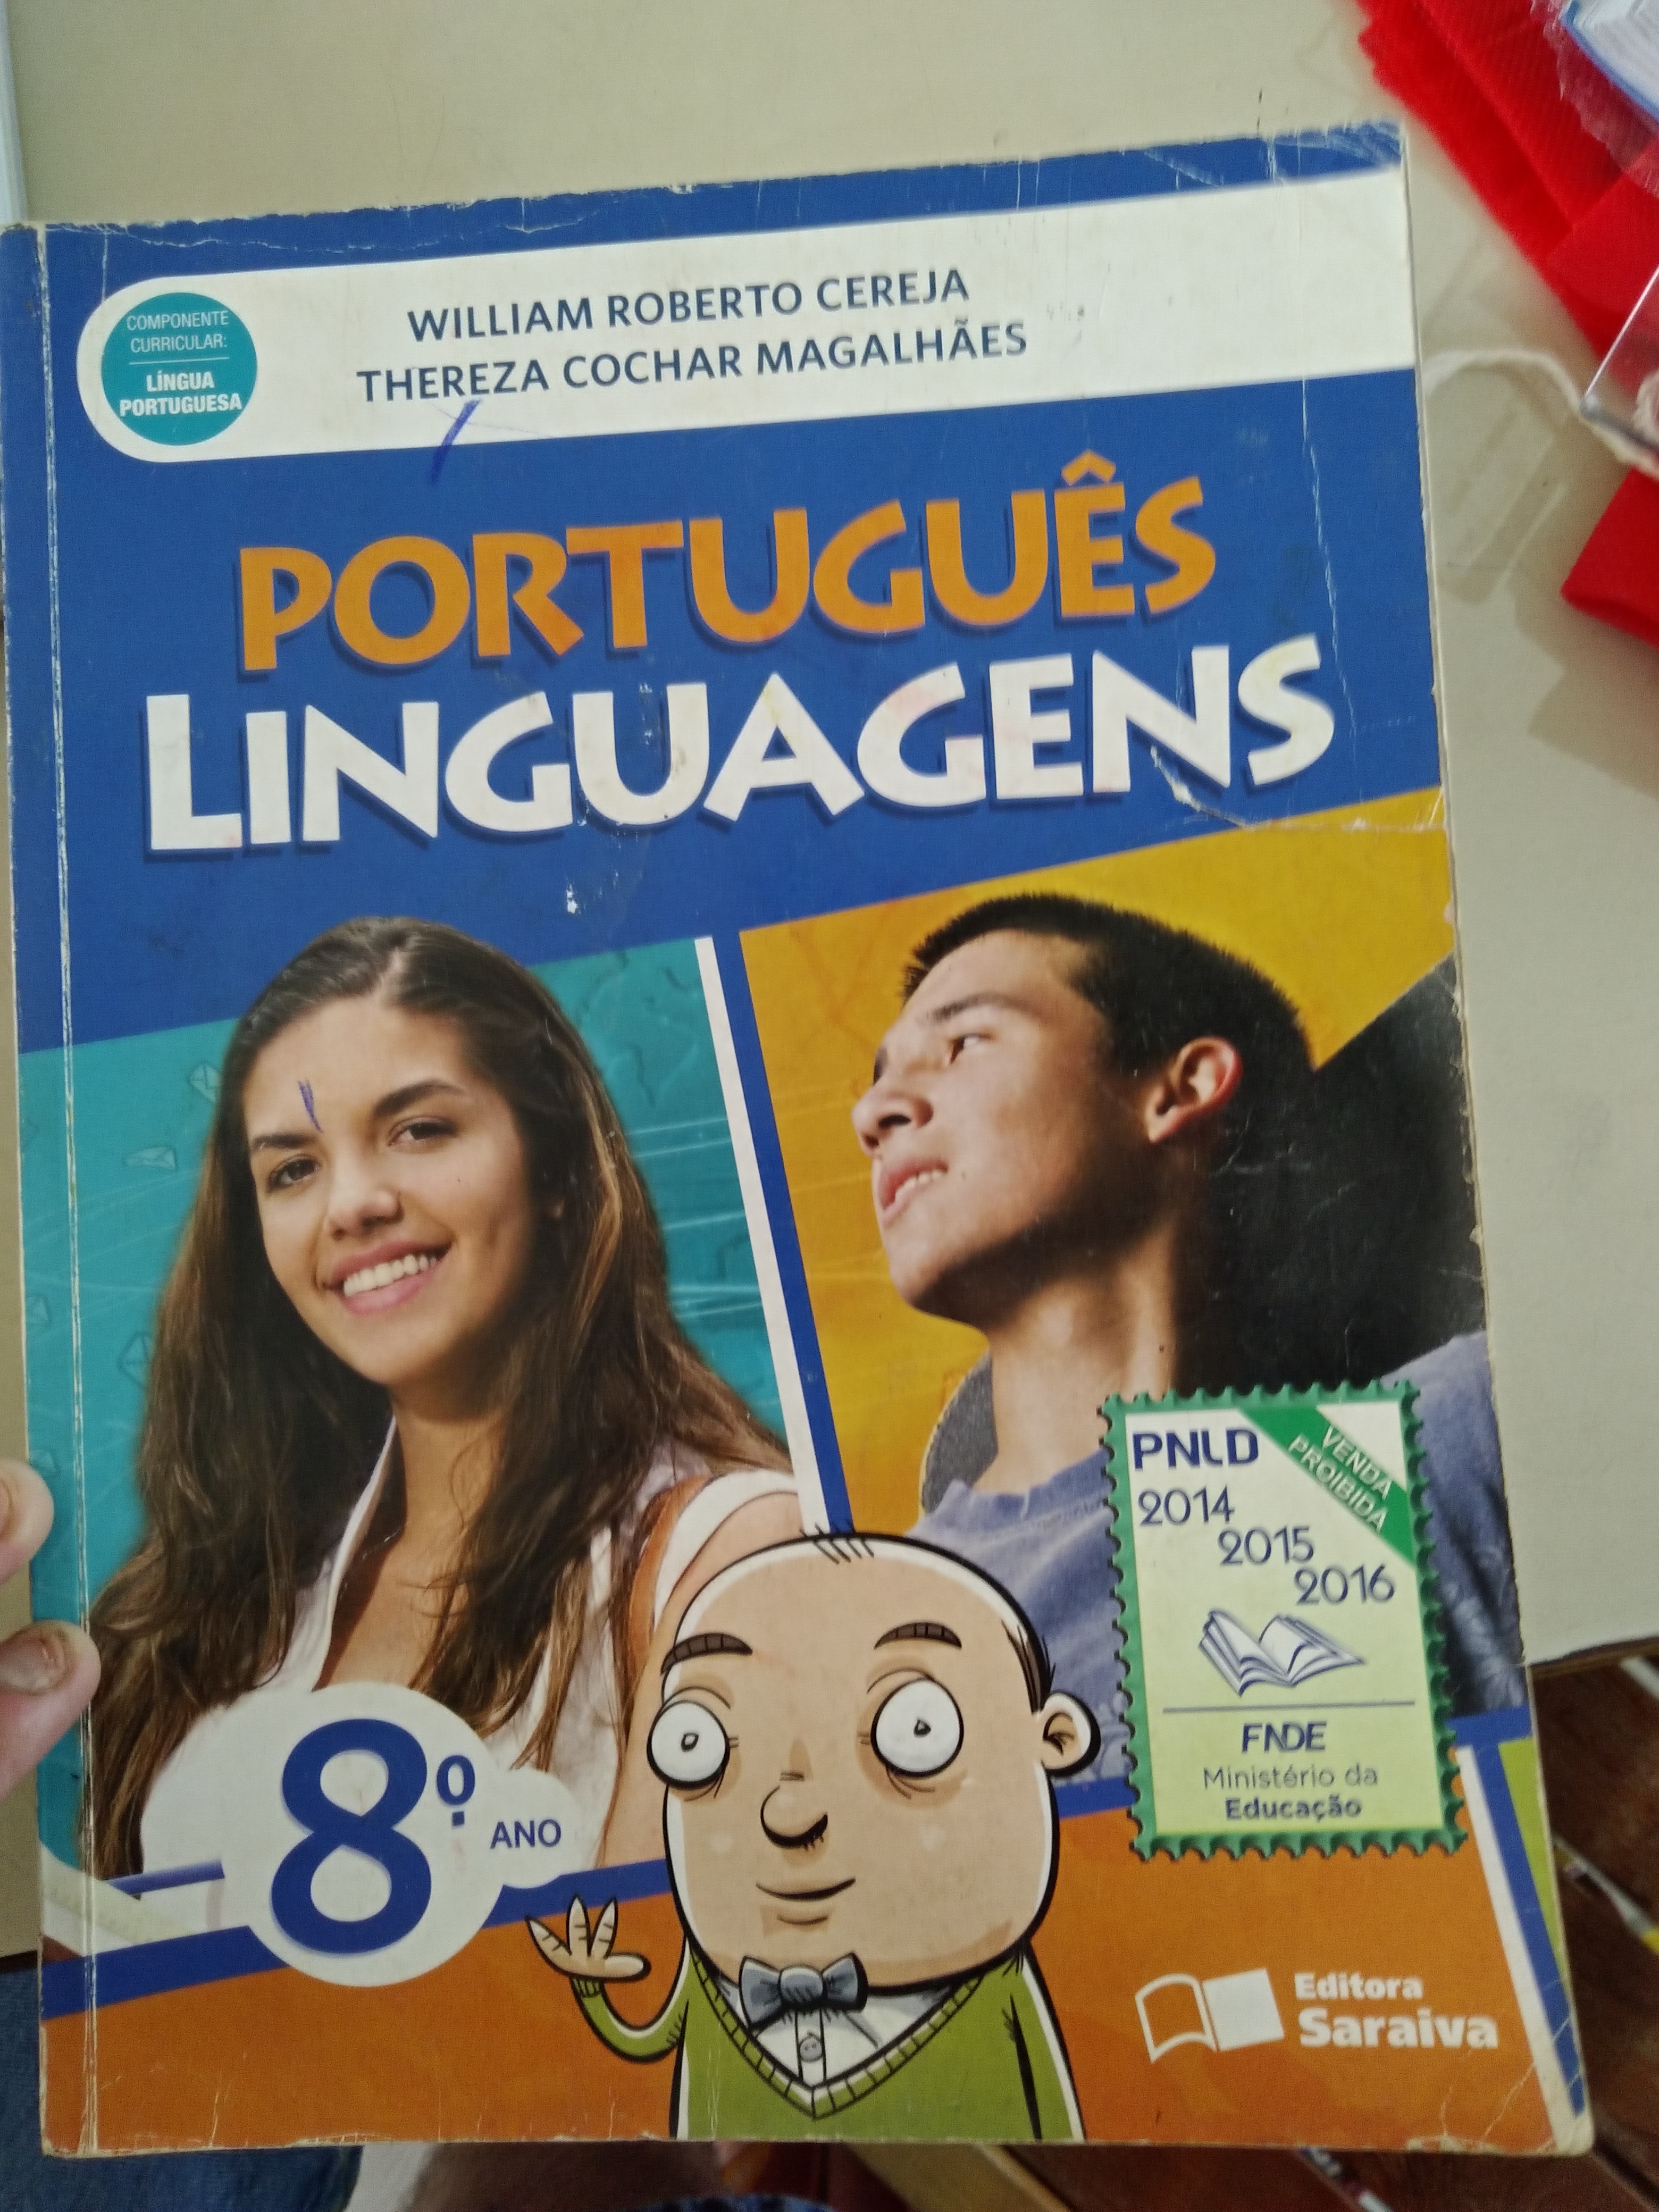 COMPONENTE
CURRICULAR:
LÍNGUA
PORTUGUESA
WILLIAM ROBERTO CEREJA
THEREZA COCHAR MAGALHÃES
PORTUGUÊS
LINGUAGENS
PNLD
VENDA
PROIBIDA
2014
2015
2016
FNDE
Ministério da
Educação
8º ANO
Editora
Saraiva